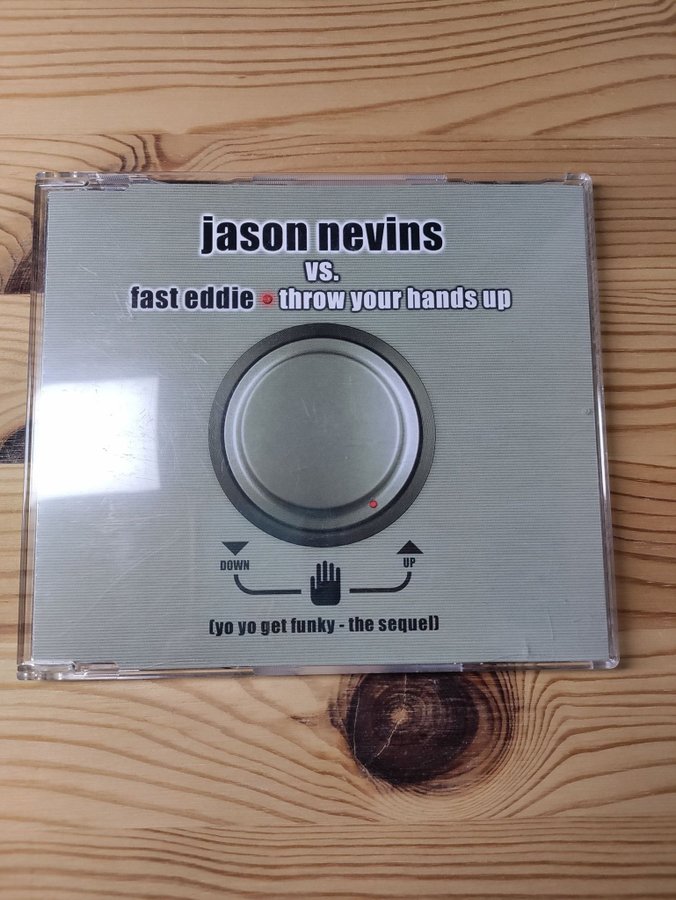 jason nevins
vs.
fast eddie • throw your hands up
DOWN
UP
(yo yo get funky - the sequel)